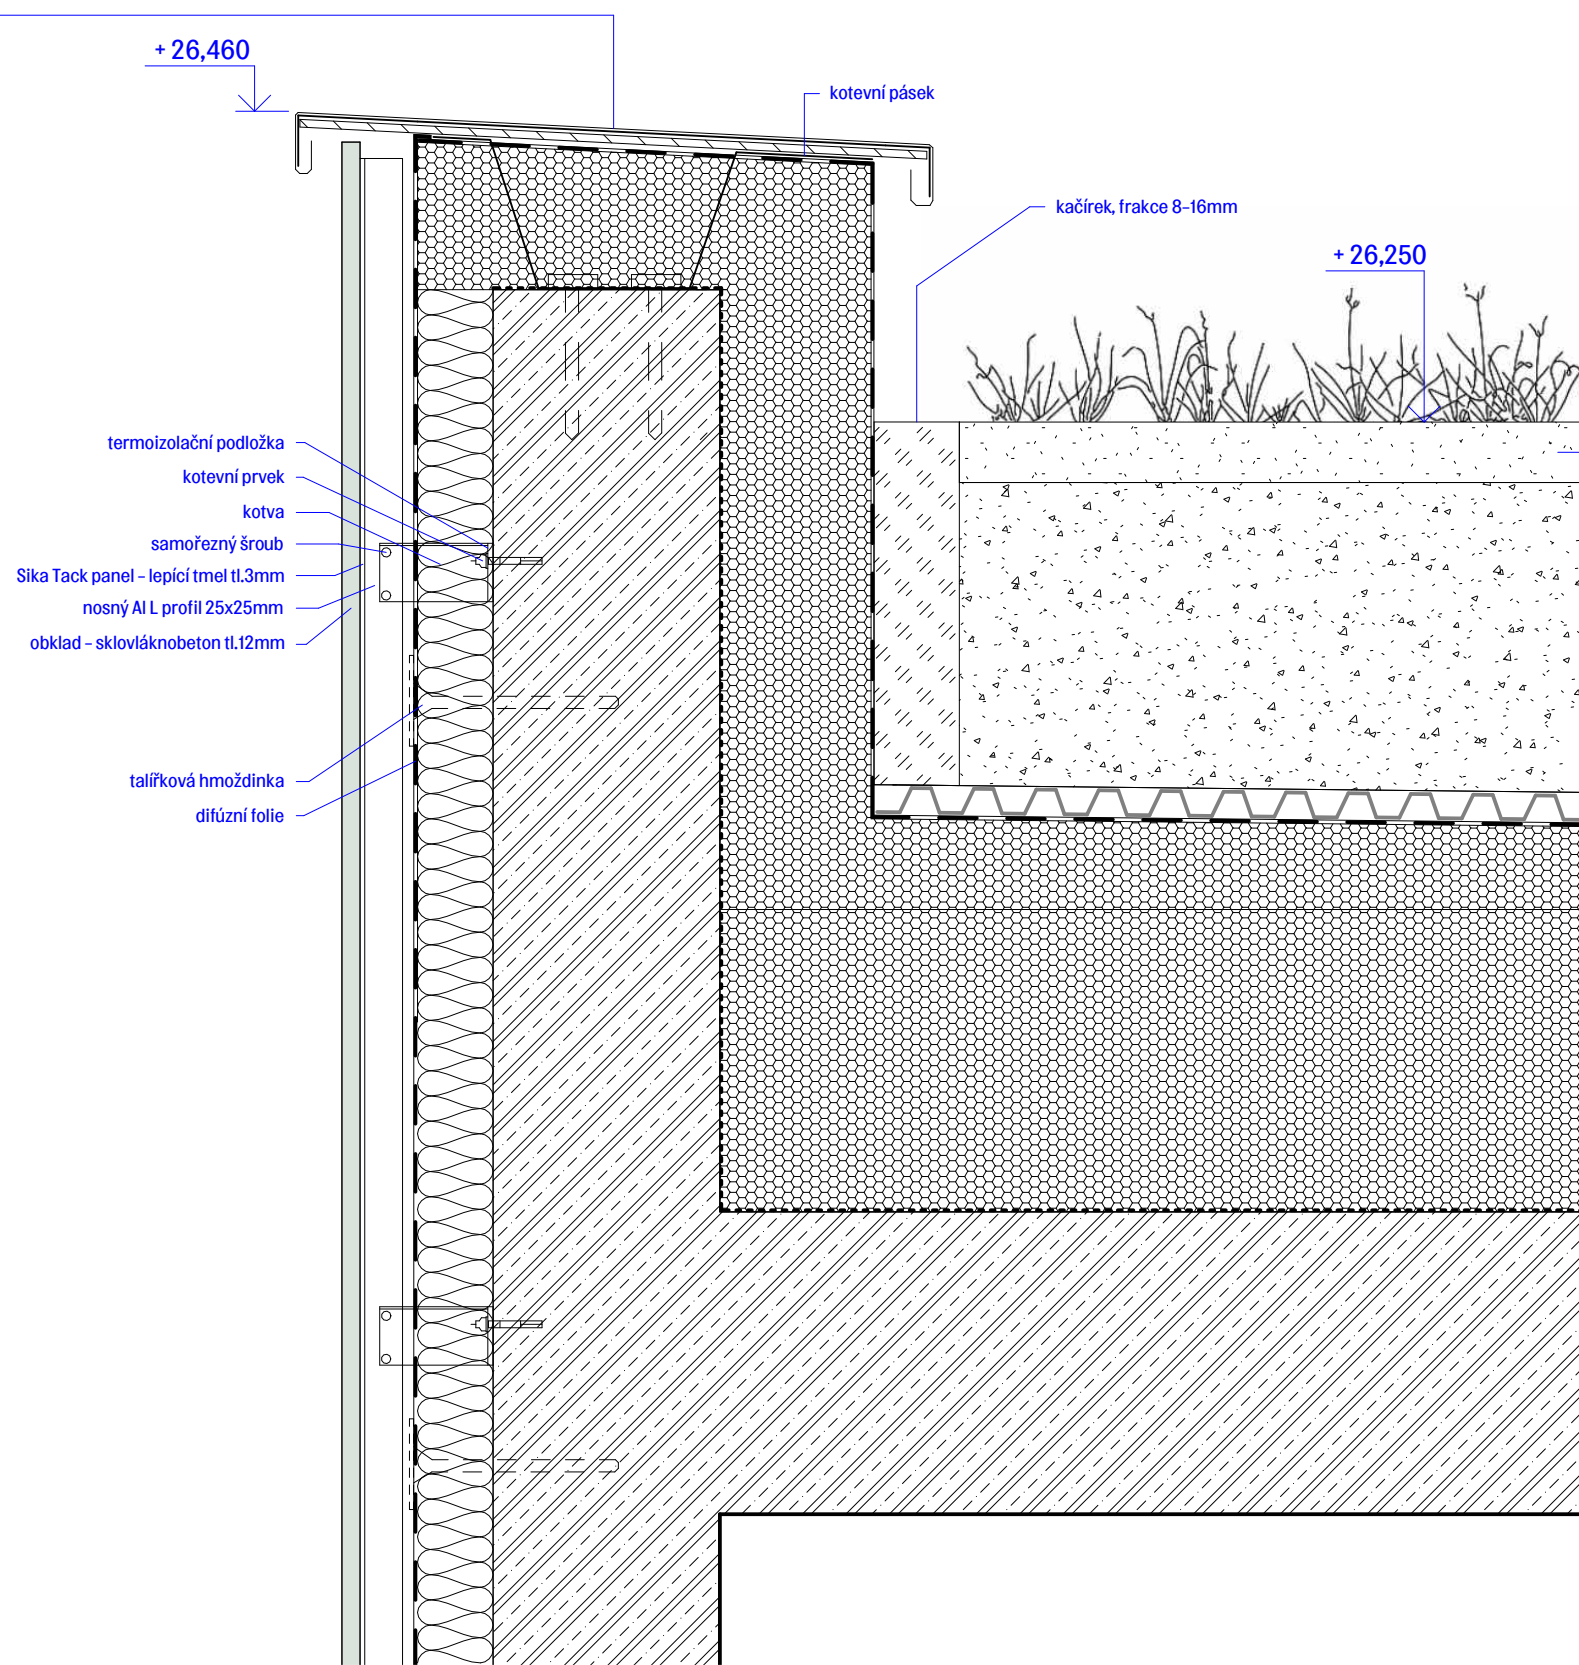 + 26,460
kotevní pásek
kačírek, frakce 8-16mm
+ 26,250
termoizolační podložka
kotevní prvek
kotva
samořezný šroub
Sika Tack panel - lepící tmel tl.3mm
nosný Al L profil 25x25mm
obklad - sklovláknobeton tl.12mm
talířková hmoždinka
difúzní folie